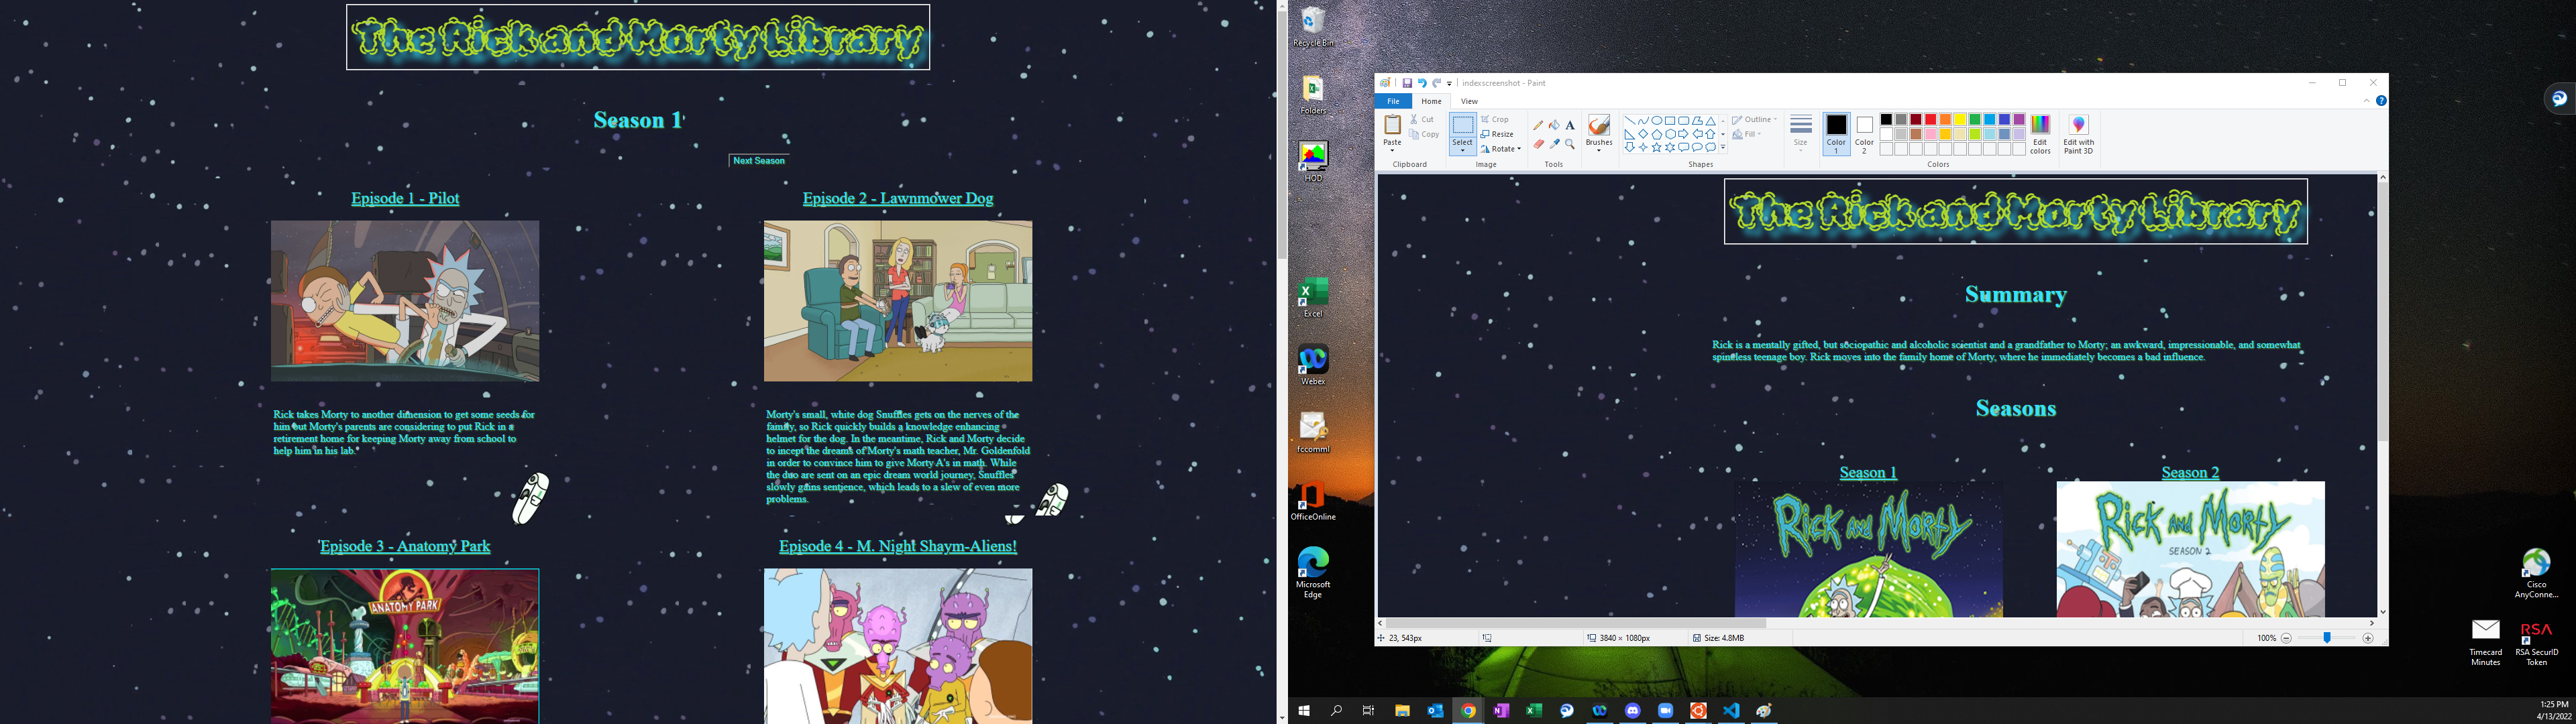 The Rick and Morty Library
Season 1
Next Season
Episode 1 - Pilot
Episode 2 - Lawnmower Dog
Rick takes Morty to another dimension to get some seeds for
him but Morty's parents are considering to put Rick in a
retirement home for keeping Morty away from school to
help him in his lab.
Morty's small, white dog Snuffles gets on the nerves of the
family, so Rick quickly builds a knowledge enhancing
helmet for the dog. In the meantime, Rick and Morty decide
to incept the dreams of Morty's math teacher, Mr. Goldenfold
in order to convince him to give Morty A's in math. While
the duo are sent on an epic dream world journey, Snuffles
slowly gains sentience, which leads to a slew of even more
problems.
Episode 3 - Anatomy Park
Episode 4 - M. Night Shaym-Aliens!
ANATOMY PARK
Recycle Bin
Folders
HOD
Excel
Webex
fccomml
OfficeOnline
Microsoft
Edge
indexscreenshot - Paint
File
Home
View
Paste
Cut
Copy
Clipboard
Select
Crop
Resize
Rotate
Image
Tools
Brushes
Shapes
Outline
Fill
Size
Color
1
Color
2
Edit
colors
Colors
Edit with
Paint 3D
The Rick and Morty Library
Summary
Rick is a mentally gifted, but sociopathic and alcoholic scientist and a grandfather to Morty; an awkward, impressionable, and somewhat
spineless teenage boy. Rick moves into the family home of Morty, where he immediately becomes a bad influence.
Seasons
Season 1
Season 2
Rick and Morty
Rick and Morty
SEASON 2
23, 543px
3840 × 1080px
Size: 4.8MB
100%
Cisco
AnyConne...
Timecard
Minutes
RSA
RSA SecurID
Token
1:25 PM
4/13/2022